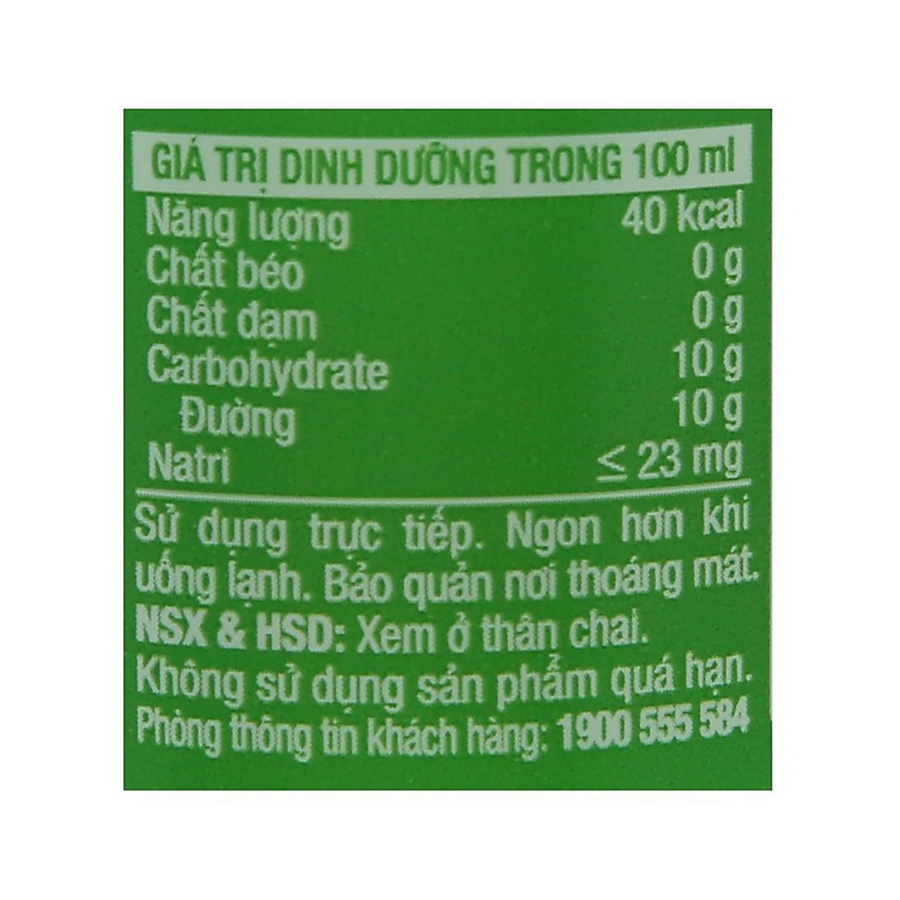 GIÁ TRỊ DINH DƯỠNG TRONG 100 ml
Năng lượng 40 kcal
Chất béo 0 g
Chất đạm 0 g
Carbohydrate 10 g
Đường 10 g
Natri ≤ 23 mg
Sử dụng trực tiếp. Ngon hơn khi
uống lạnh. Bảo quản nơi thoáng mát.
NSX & HSD: Xem ở thân chai.
Không sử dụng sản phẩm quá hạn.
Phòng thông tin khách hàng: 1900 555 584